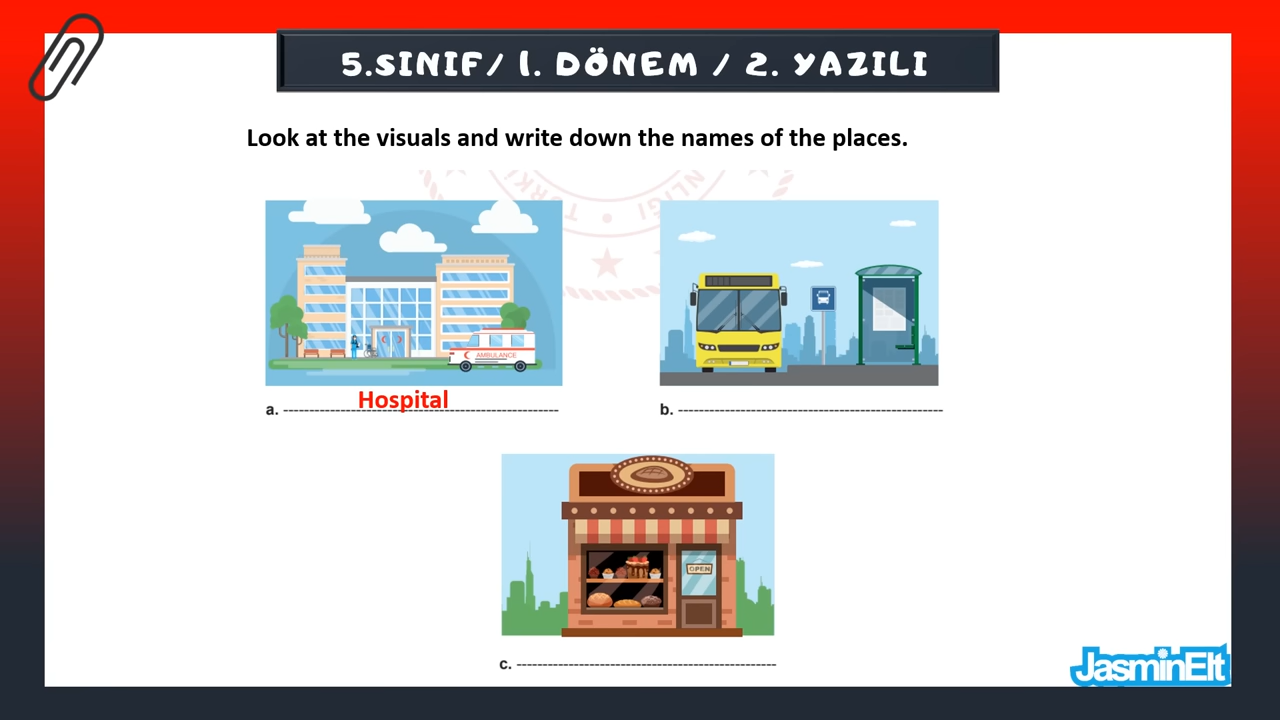 5.SINIF/ 1. DÖNEM / 2. YAZILI
Look at the visuals and write down the names of the places.
NLIĞI
AMBULANCE
Hospital
a. ----------------------------------------------------
b. ----------------------------------------------------
OPEN
c. ----------------------------------------------------
JasminElt